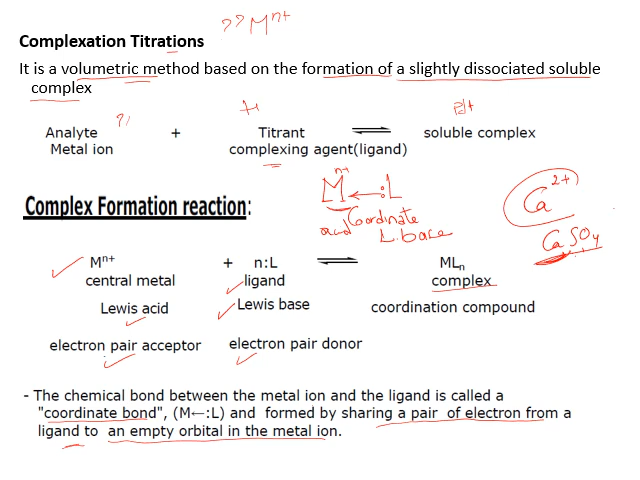 ?? Mn+
Complexation Titrations
It is a volumetric method based on the formation of a slightly dissociated soluble
complex
Analyte + Titrant ⇌ soluble complex
Metal ion complexing agent(ligand)
Mn+ ← :L
Ca2+
Complex Formation reaction:
acid Coordinate
L.base
CaSO4
Mn+ + n:L ⇌ MLn
central metal ligand complex
Lewis acid Lewis base coordination compound
electron pair acceptor electron pair donor
- The chemical bond between the metal ion and the ligand is called a
"coordinate bond", (M←:L) and formed by sharing a pair of electron from a
ligand to an empty orbital in the metal ion.